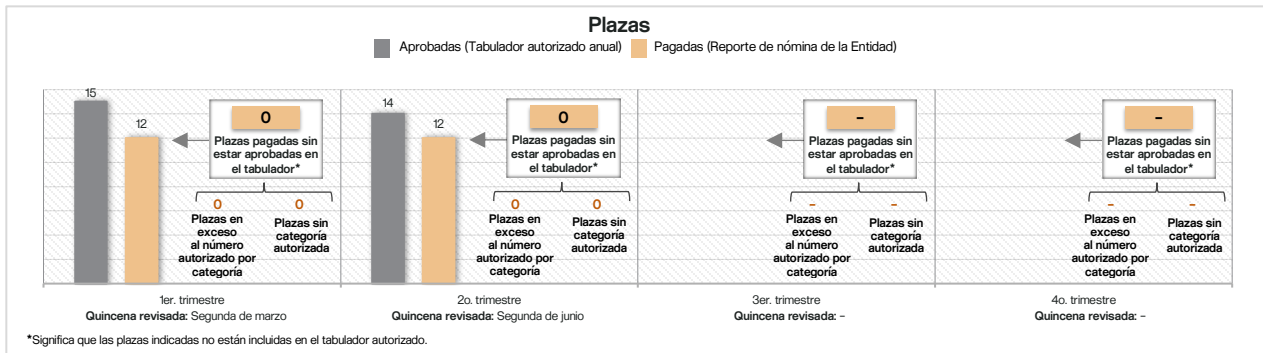 Plazas
Aprobadas (Tabulador autorizado anual)
Pagadas (Reporte de nómina de la Entidad)
15
12
0
Plazas pagadas sin
estar aprobadas en
el tabulador*
0
Plazas en
exceso
al número
autorizado por
categoría
0
Plazas sin
categoría
autorizada
1er. trimestre
Quincena revisada: Segunda de marzo
14
12
0
Plazas pagadas sin
estar aprobadas en
el tabulador*
0
Plazas en
exceso
al número
autorizado por
categoría
0
Plazas sin
categoría
autorizada
2o. trimestre
Quincena revisada: Segunda de junio
-
Plazas pagadas sin
estar aprobadas en
el tabulador*
-
Plazas en
exceso
al número
autorizado por
categoría
-
Plazas sin
categoría
autorizada
3er. trimestre
Quincena revisada: -
-
Plazas pagadas sin
estar aprobadas en
el tabulador*
-
Plazas en
exceso
al número
autorizado por
categoría
-
Plazas sin
categoría
autorizada
4o. trimestre
Quincena revisada: -
*Significa que las plazas indicadas no están incluidas en el tabulador autorizado.